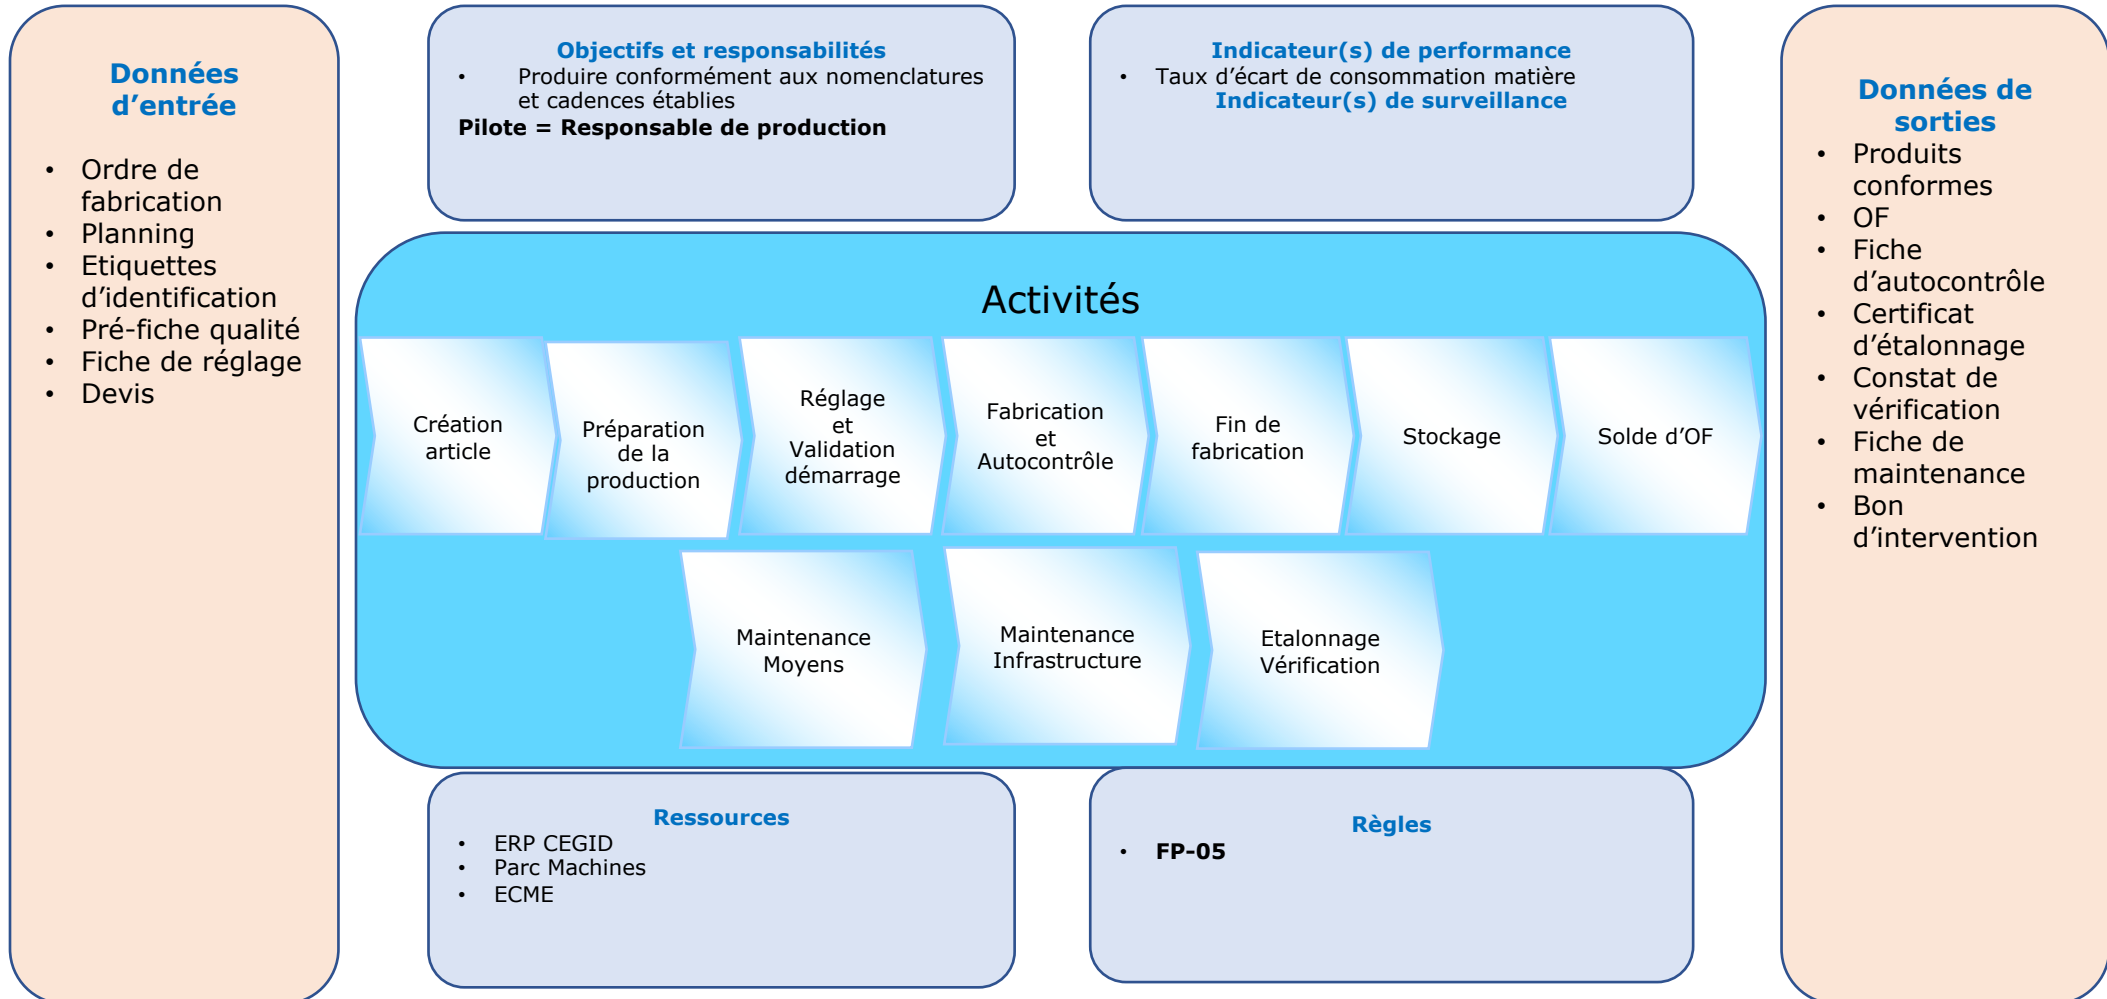 Données
d’entrée
• Ordre de
fabrication
• Planning
• Etiquettes
d’identification
• Pré-fiche qualité
• Fiche de réglage
• Devis
Objectifs et responsabilités
• Produire conformément aux nomenclatures
et cadences établies
Pilote = Responsable de production
Indicateur(s) de performance
• Taux d’écart de consommation matière
Indicateur(s) de surveillance
Activités
Création
article
Préparation
de la
production
Réglage
et
Validation
démarrage
Fabrication
et
Autocontrôle
Fin de
fabrication
Stockage
Solde d’OF
Maintenance
Moyens
Maintenance
Infrastructure
Etalonnage
Vérification
Ressources
• ERP CEGID
• Parc Machines
• ECME
Règles
• FP-05
Données de
sorties
• Produits
conformes
• OF
• Fiche
d’autocontrôle
• Certificat
d’étalonnage
• Constat de
vérification
• Fiche de
maintenance
• Bon
d’intervention